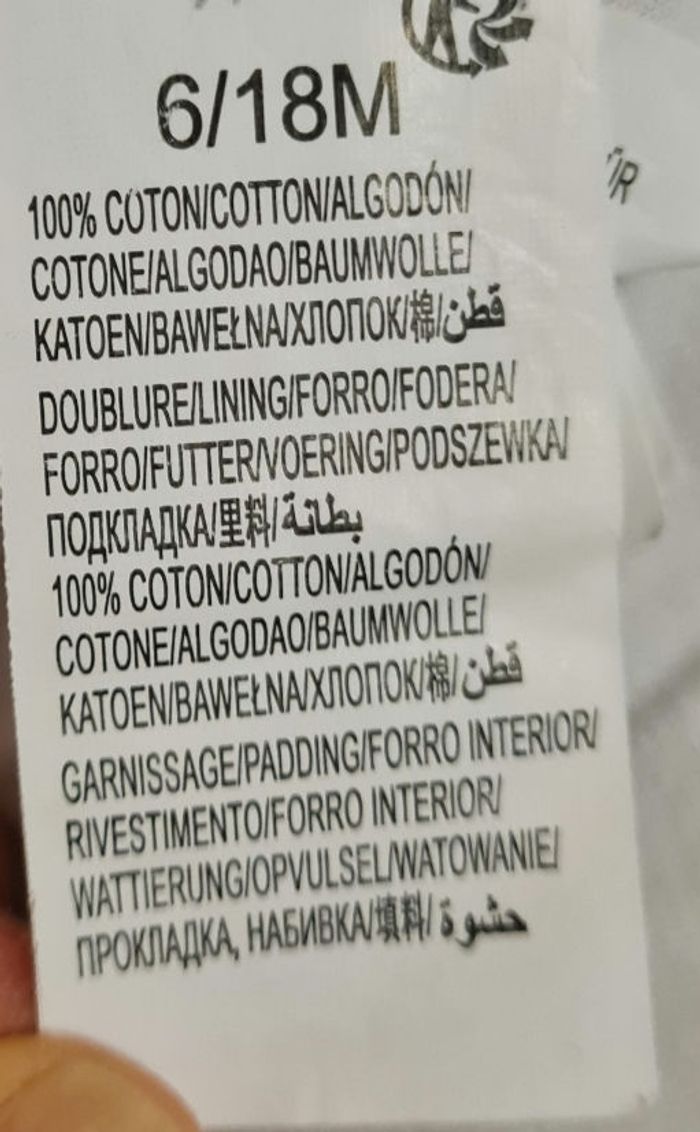 6/18M
100% COTON/COTTON/ALGODÓN/
COTONE/ALGODAO/BAUMWOLLE/
KATOEN/BAWEŁNA/ХЛОПОК/棉/قطن
DOUBLURE/LINING/FORRO/FODERA/
FORRO/FUTTER/VOERING/PODSZEWKA/
ПОДКЛАДКА/里料/بطانة
100% COTON/COTTON/ALGODÓN/
COTONE/ALGODAO/BAUMWOLLE/
KATOEN/BAWEŁNA/ХЛОПОК/棉/قطن
GARNISSAGE/PADDING/FORRO INTERIOR/
RIVESTIMENTO/FORRO INTERIOR/
WATTIERUNG/OPVULSEL/WATOWANIE/
ПРОКЛАДКА, НАБИВКА/填料/حشوة